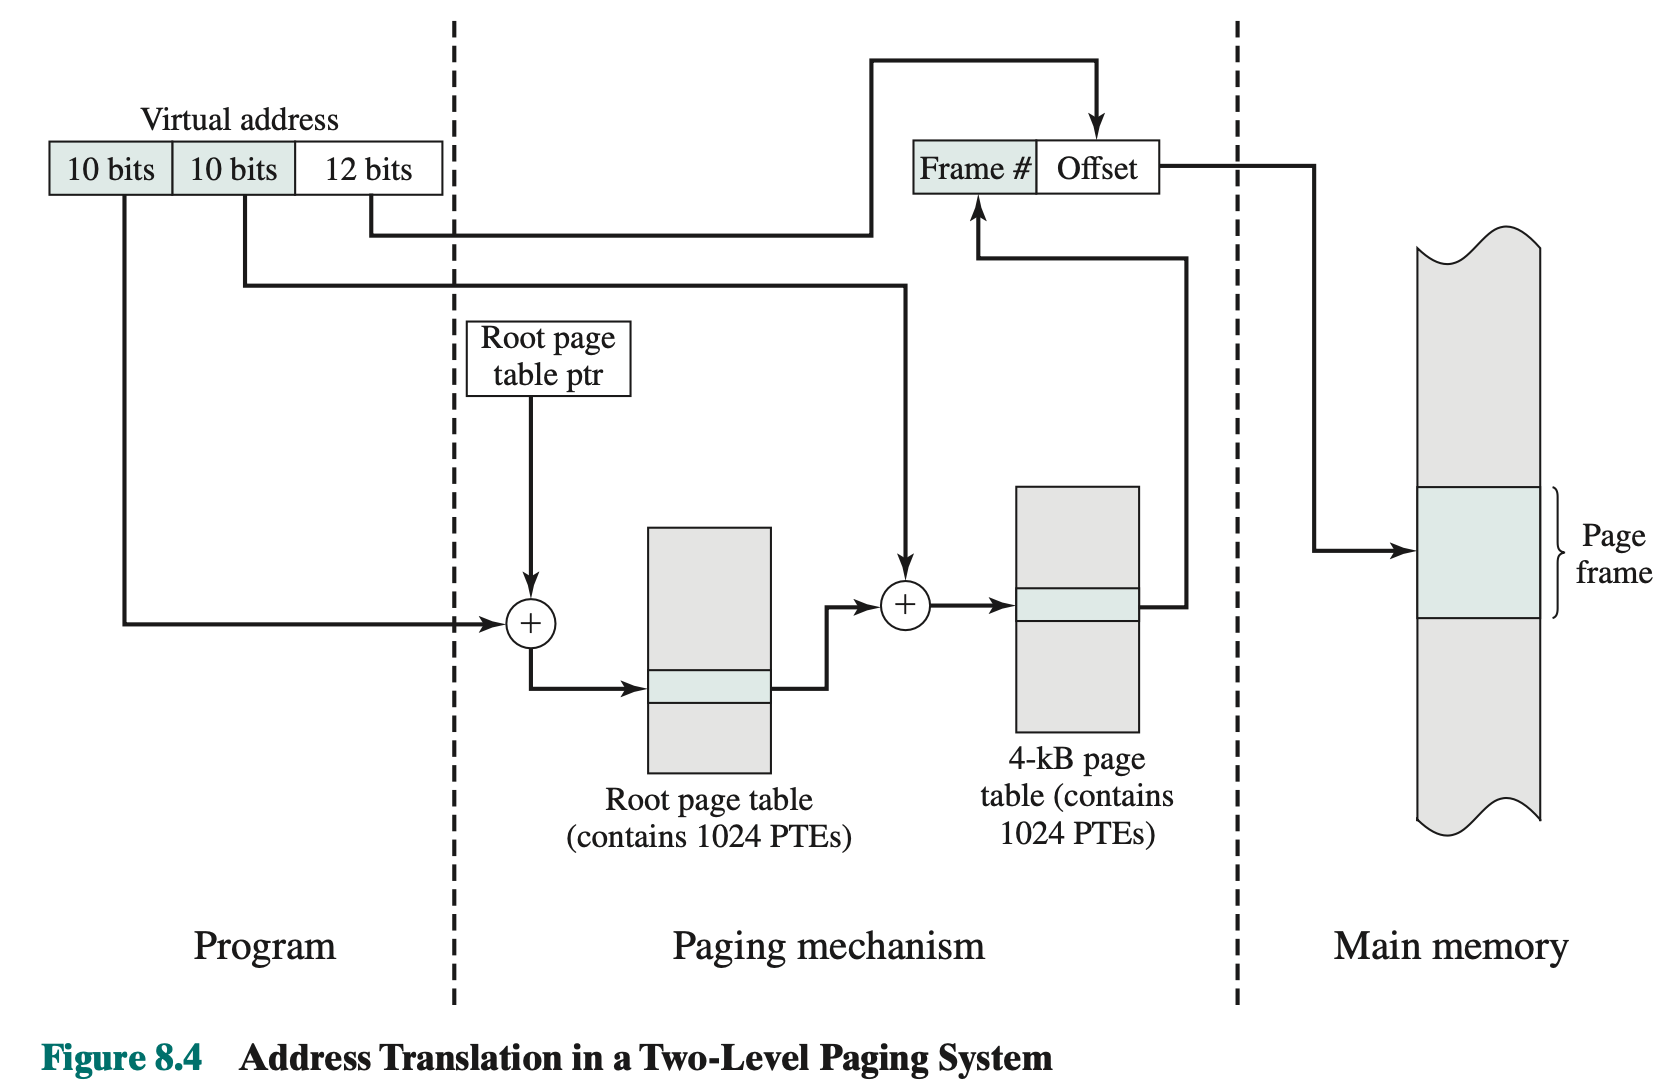 Virtual address
10 bits 10 bits 12 bits
Frame # Offset
Root page
table ptr
+
+
Page
frame
Root page table
(contains 1024 PTEs)
4-kB page
table (contains
1024 PTEs)
Program Paging mechanism Main memory
Figure 8.4 Address Translation in a Two-Level Paging System